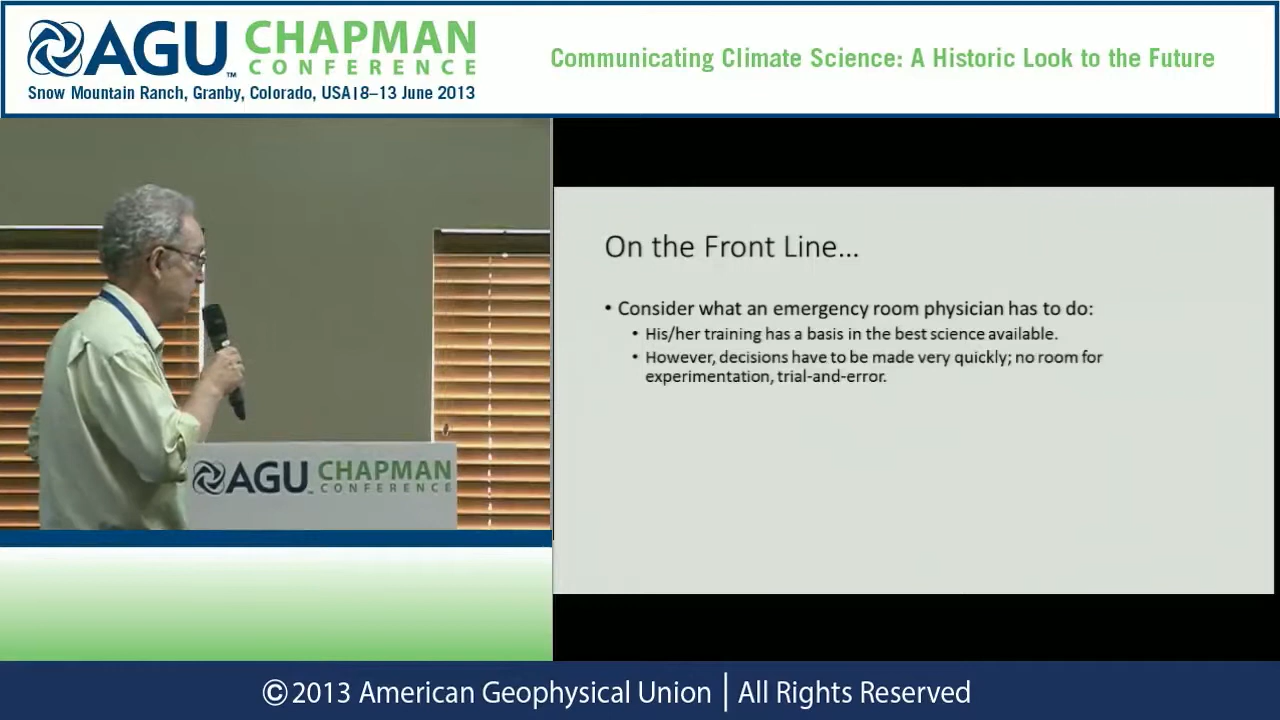 AGU CHAPMAN
™ CONFERENCE
Snow Mountain Ranch, Granby, Colorado, USA|8–13 June 2013
Communicating Climate Science: A Historic Look to the Future
On the Front Line...
• Consider what an emergency room physician has to do:
• His/her training has a basis in the best science available.
• However, decisions have to be made very quickly; no room for
experimentation, trial-and-error.
AGU CHAPMAN
CONFERENCE
©2013 American Geophysical Union | All Rights Reserved